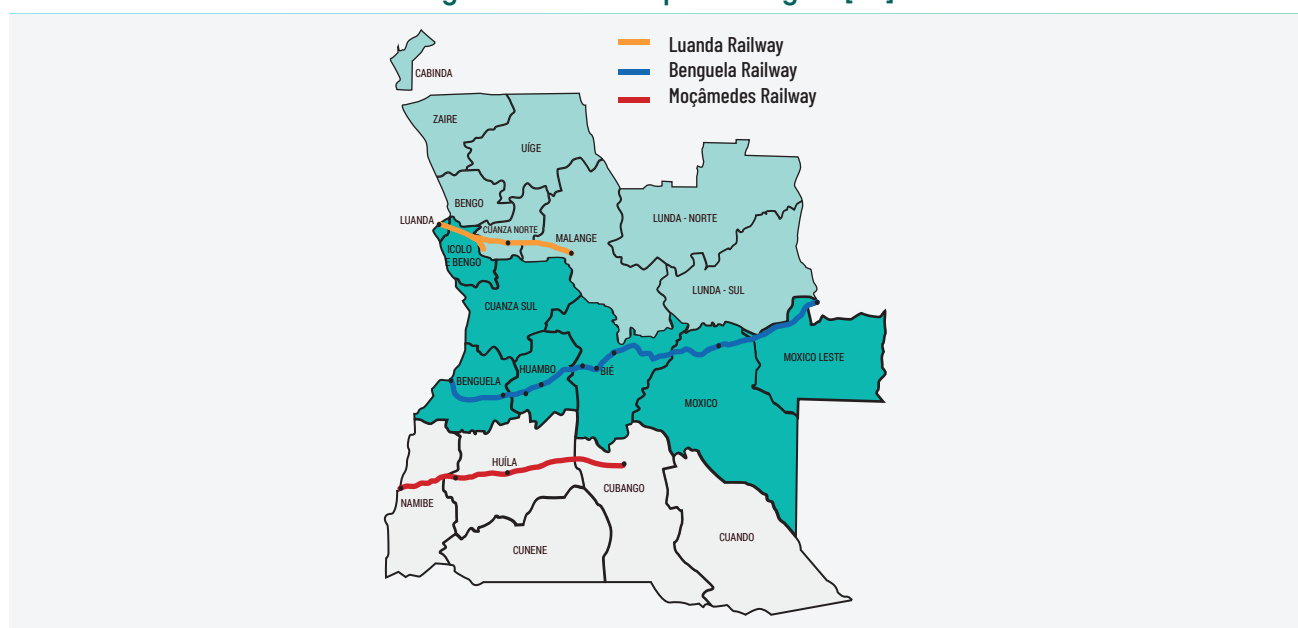 Luanda Railway
Benguela Railway
Moçâmedes Railway
CABINDA
ZAIRE
UÍGE
BENGO
LUANDA
CUANZA NORTE
MALANGE
LUNDA - NORTE
ICOLO
E BENGO
LUNDA - SUL
CUANZA SUL
MOXICO LESTE
HUAMBO
BIÉ
BENGUELA
MOXICO
HUÍLA
CUBANGO
NAMIBE
CUANDO
CUNENE